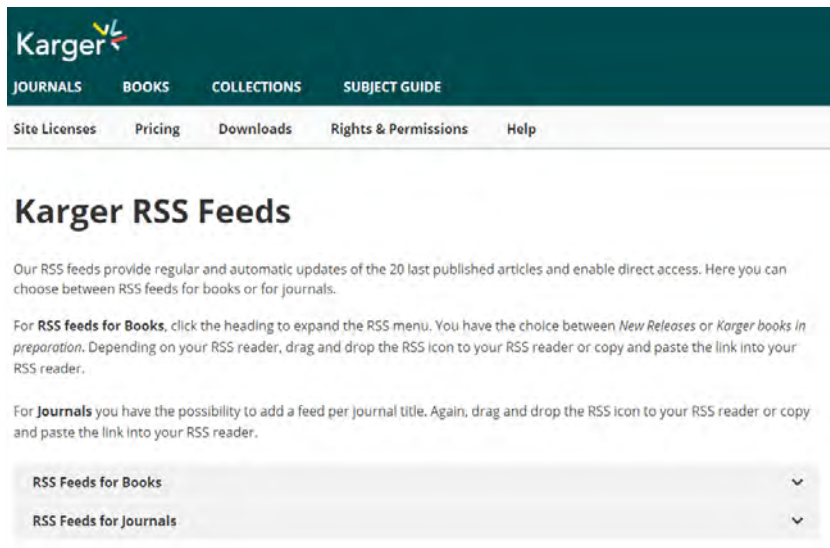 Karger
JOURNALS BOOKS COLLECTIONS SUBJECT GUIDE
Site Licenses Pricing Downloads Rights & Permissions Help
Karger RSS Feeds
Our RSS feeds provide regular and automatic updates of the 20 last published articles and enable direct access. Here you can
choose between RSS feeds for books or for journals.
For RSS feeds for Books, click the heading to expand the RSS menu. You have the choice between New Releases or Karger books in
preparation. Depending on your RSS reader, drag and drop the RSS icon to your RSS reader or copy and paste the link into your
RSS reader.
For Journals you have the possibility to add a feed per journal title. Again, drag and drop the RSS icon to your RSS reader or copy
and paste the link into your RSS reader.
RSS Feeds for Books
RSS Feeds for Journals